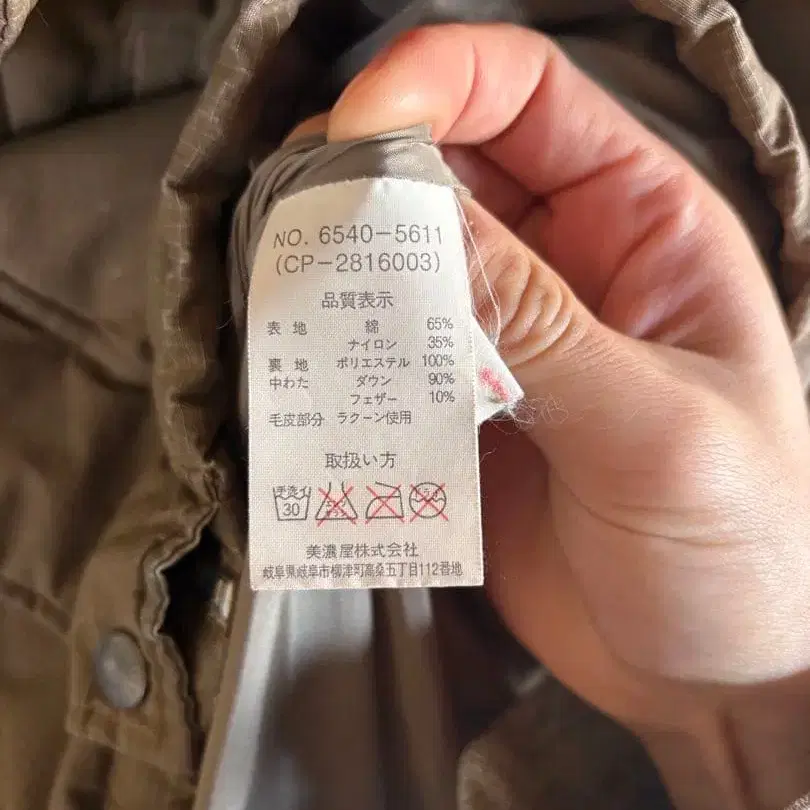 NO. 6540-5611
(CP-2816003)
品質表示
表地 綿 65%
ナイロン 35%
裏地 ポリエステル 100%
中わた ダウン 90%
フェザー 10%
毛皮部分 ラクーン使用
取扱い方
手洗イ 30
美濃屋株式会社
岐阜県岐阜市柳津町高桑五丁目112番地